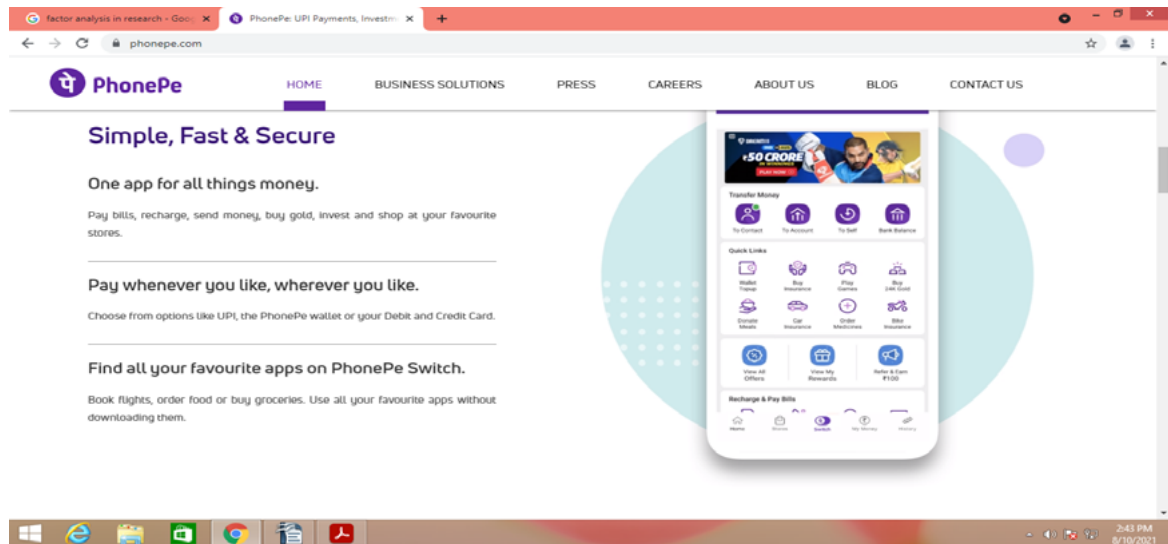 factor analysis in research - Goo
PhonePe: UPI Payments, Investm
phonepe.com
पे PhonePe
HOME BUSINESS SOLUTIONS PRESS CAREERS ABOUT US BLOG CONTACT US
Simple, Fast & Secure
One app for all things money.
Pay bills, recharge, send money, buy gold, invest and shop at your favourite
stores.
Pay whenever you like, wherever you like.
Choose from options like UPI, the PhonePe wallet or your Debit and Credit Card.
Find all your favourite apps on PhonePe Switch.
Book flights, order food or buy groceries. Use all your favourite apps without
downloading them.
₹50 CRORE
PLAY NOW
Transfer Money
To Contact To Account To Self Bank Balance
Quick Links
Wallet Buy Play Buy
Topup Insurance Games 24K Gold
Donate Car Order Bike
Meals Insurance Medicines Insurance
View All View My Refer & Earn
Offers Rewards ₹100
Recharge & Pay Bills
Home Switch My Money History
2:43 PM
8/10/2021